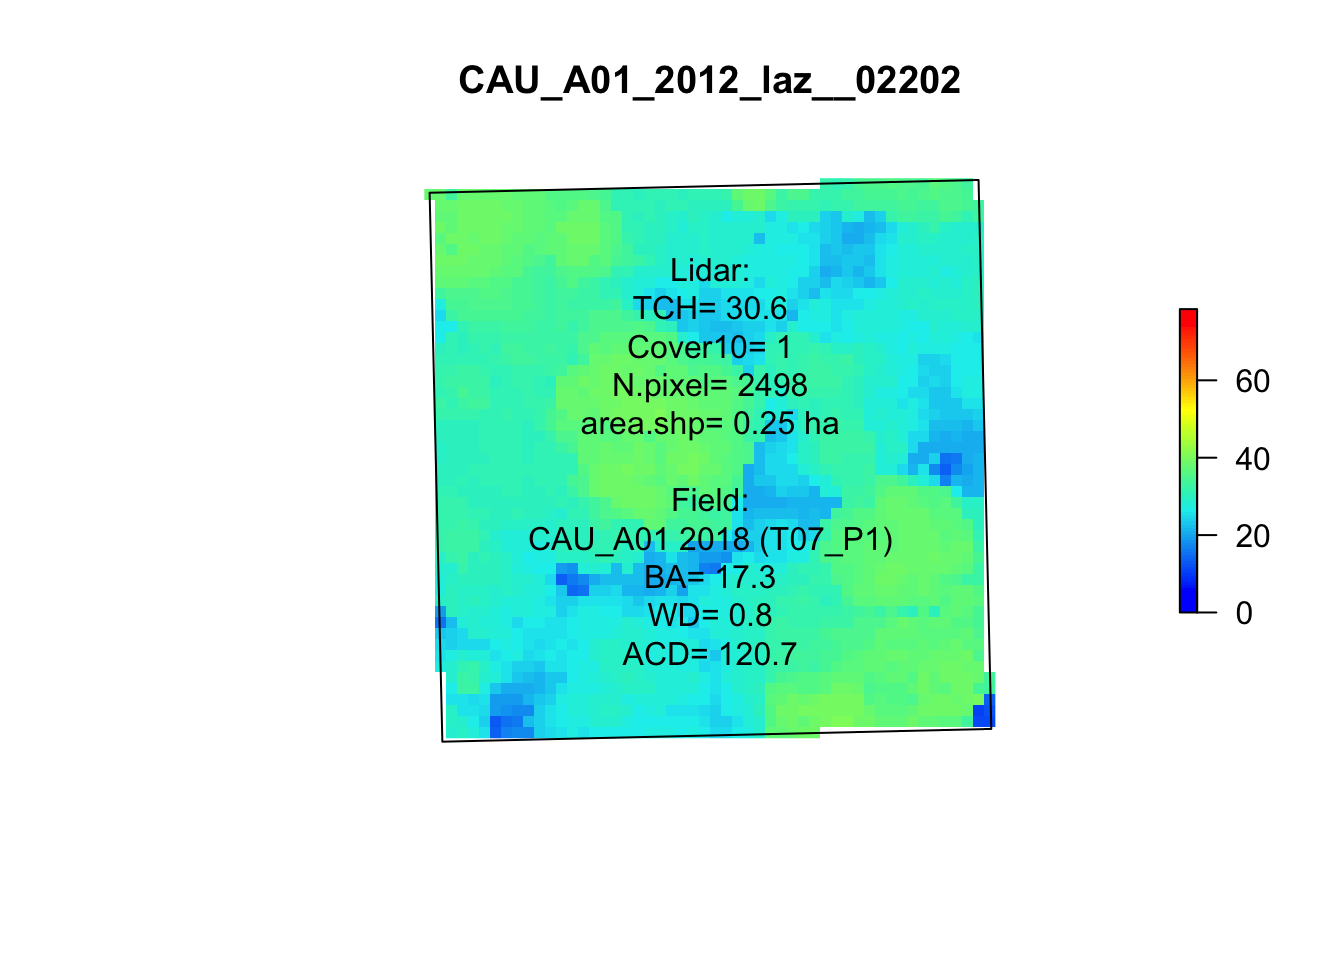 CAU_A01_2012_laz__02202
Lidar:
TCH= 30.6
Cover10= 1
N.pixel= 2498
area.shp= 0.25 ha
Field:
CAU_A01 2018 (T07_P1)
BA= 17.3
WD= 0.8
ACD= 120.7
60
40
20
0